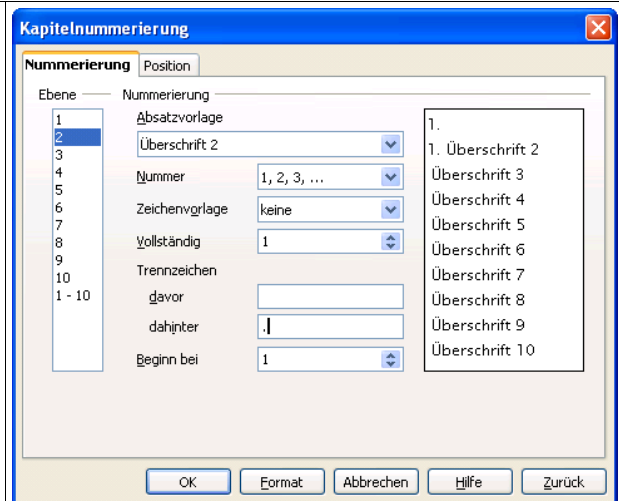 Kapitelnummerierung
Nummerierung Position
Ebene
1
2
3
4
5
6
7
8
9
10
1 - 10
Nummerierung
Absatzvorlage
Überschrift 2
Nummer 1, 2, 3, ...
Zeichenvorlage keine
Vollständig 1
Trennzeichen
davor
dahinter .
Beginn bei 1
1.
1. Überschrift 2
Überschrift 3
Überschrift 4
Überschrift 5
Überschrift 6
Überschrift 7
Überschrift 8
Überschrift 9
Überschrift 10
OK Format Abbrechen Hilfe Zurück